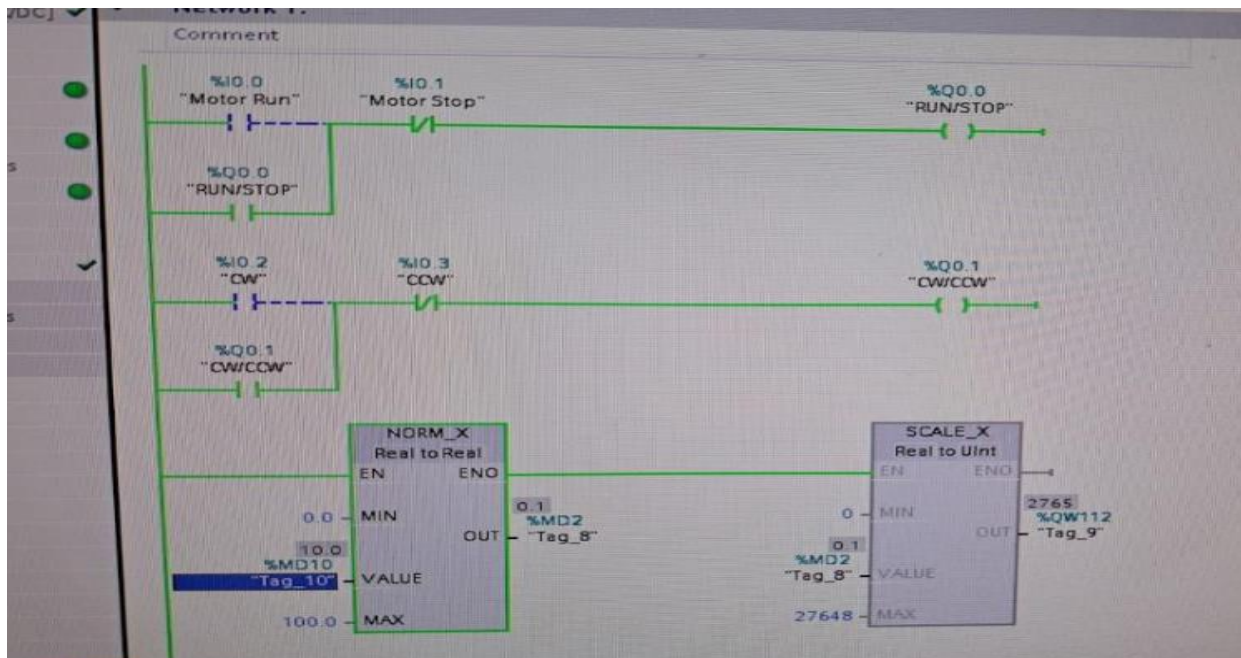 Network 1:
Comment
%I0.0
"Motor Run"
%I0.1
"Motor Stop"
%Q0.0
"RUN/STOP"
%Q0.0
"RUN/STOP"
%I0.2
"CW"
%I0.3
"CCW"
%Q0.1
"CW/CCW"
%Q0.1
"CW/CCW"
NORM_X
Real to Real
EN ENO
0.0 MIN
10.0
%MD10
"Tag_10" VALUE
100.0 MAX
OUT
0.1
%MD2
"Tag_8"
SCALE_X
Real to UInt
EN ENO
0 MIN
0.1
%MD2
"Tag_8" VALUE
27648 MAX
OUT
2765
%QW112
"Tag_9"